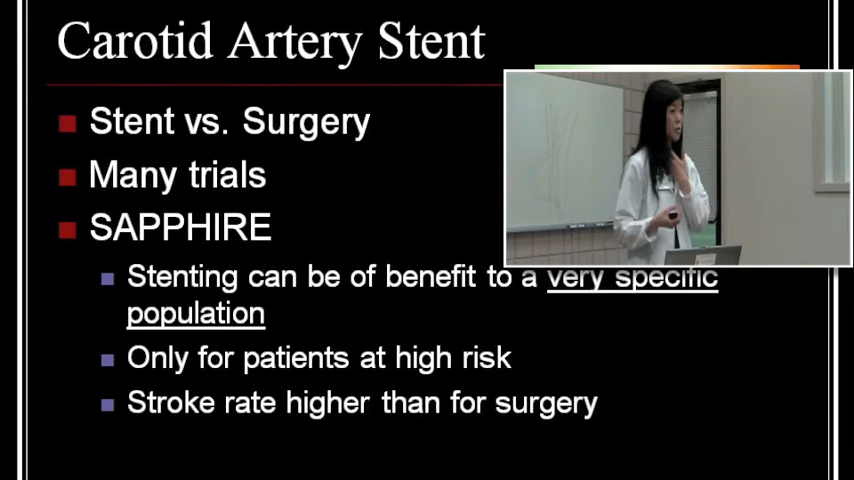 Carotid Artery Stent
Stent vs. Surgery
Many trials
SAPPHIRE
Stenting can be of benefit to a very specific
population
Only for patients at high risk
Stroke rate higher than for surgery